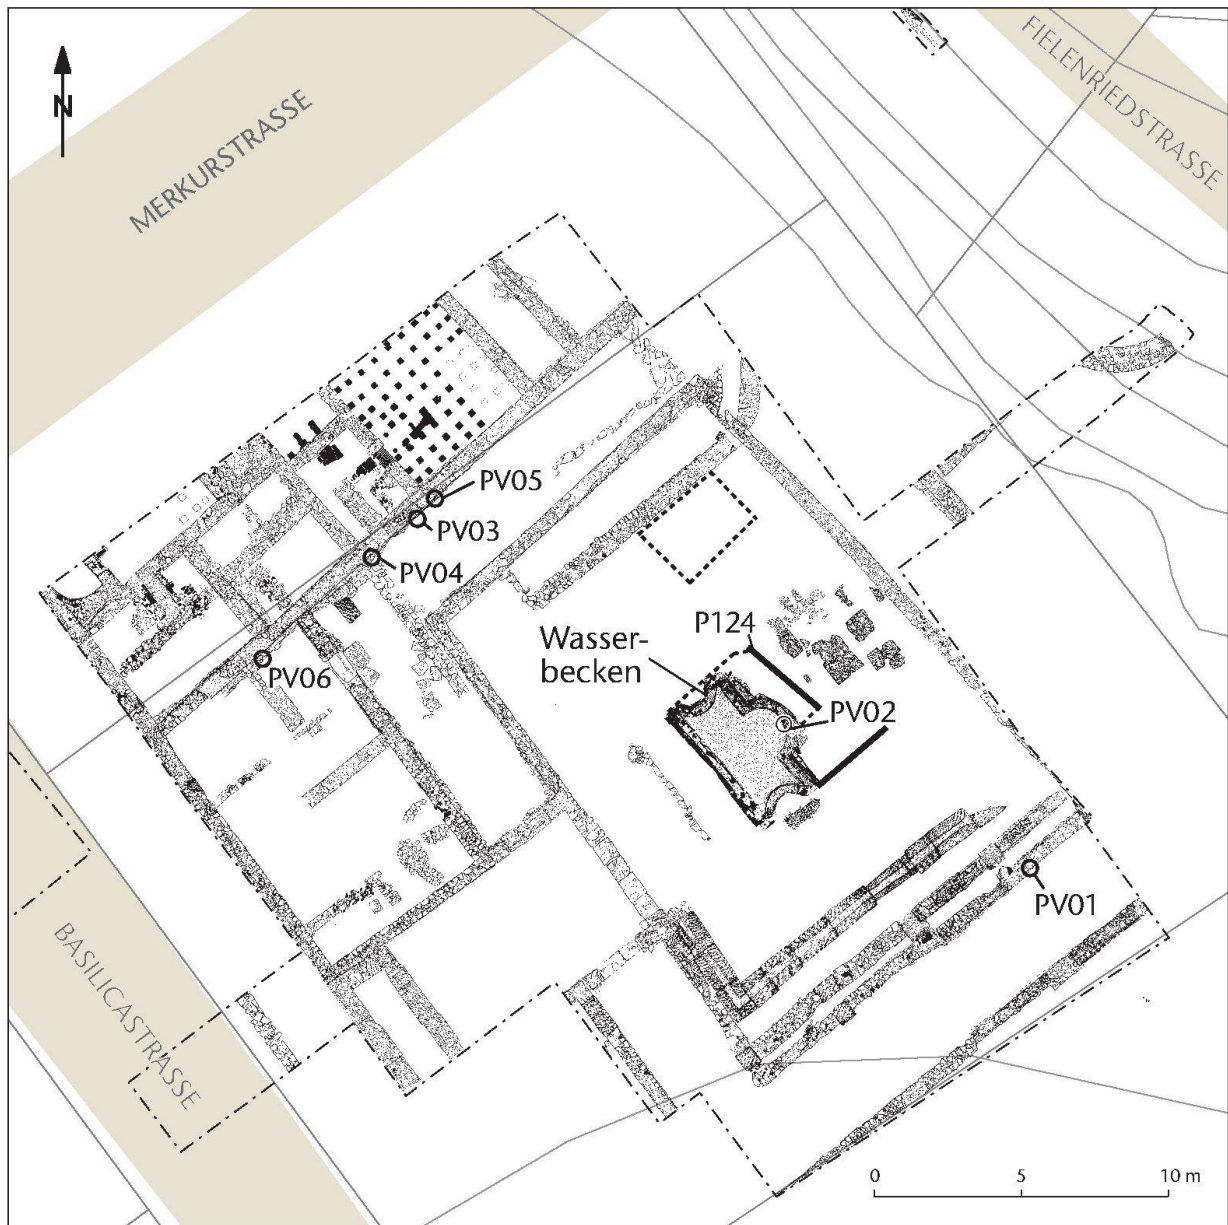 FIELENRIEDSTRASSE
N
MERKURSTRASSE
PV05
PV03
PV04
P124
Wasser-
becken
PV06
PV02
PV01
BASILICASTRASSE
0 5 10 m